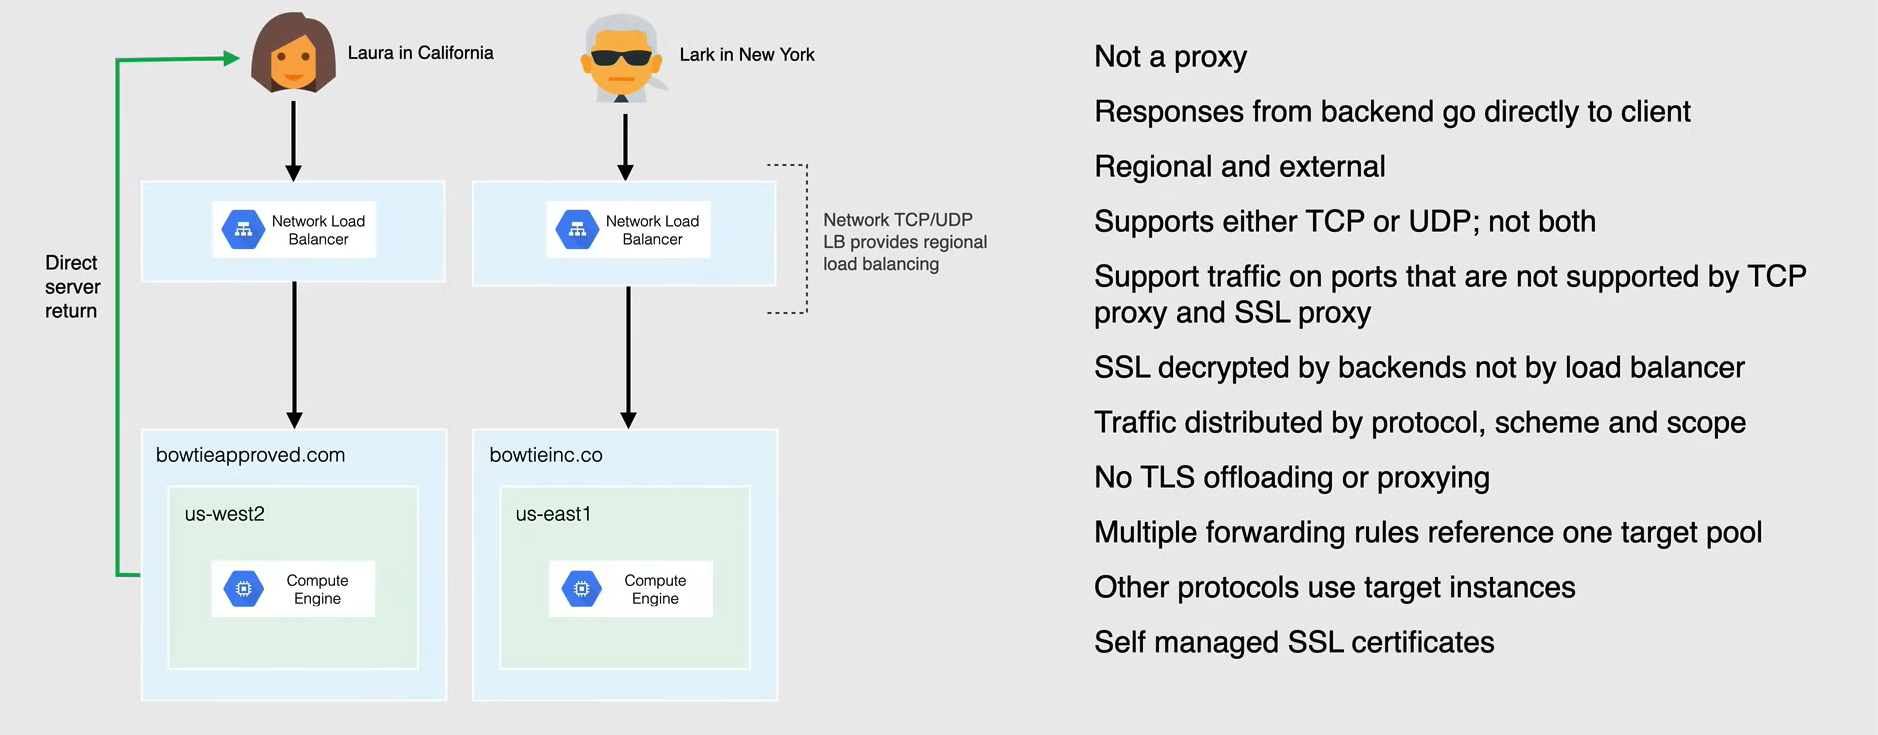 Laura in California
Lark in New York
Network Load
Balancer
Network Load
Balancer
Network TCP/UDP
LB provides regional
load balancing
Direct
server
return
bowtieapproved.com
us-west2
Compute
Engine
bowtieinc.co
us-east1
Compute
Engine
Not a proxy
Responses from backend go directly to client
Regional and external
Supports either TCP or UDP; not both
Support traffic on ports that are not supported by TCP
proxy and SSL proxy
SSL decrypted by backends not by load balancer
Traffic distributed by protocol, scheme and scope
No TLS offloading or proxying
Multiple forwarding rules reference one target pool
Other protocols use target instances
Self managed SSL certificates